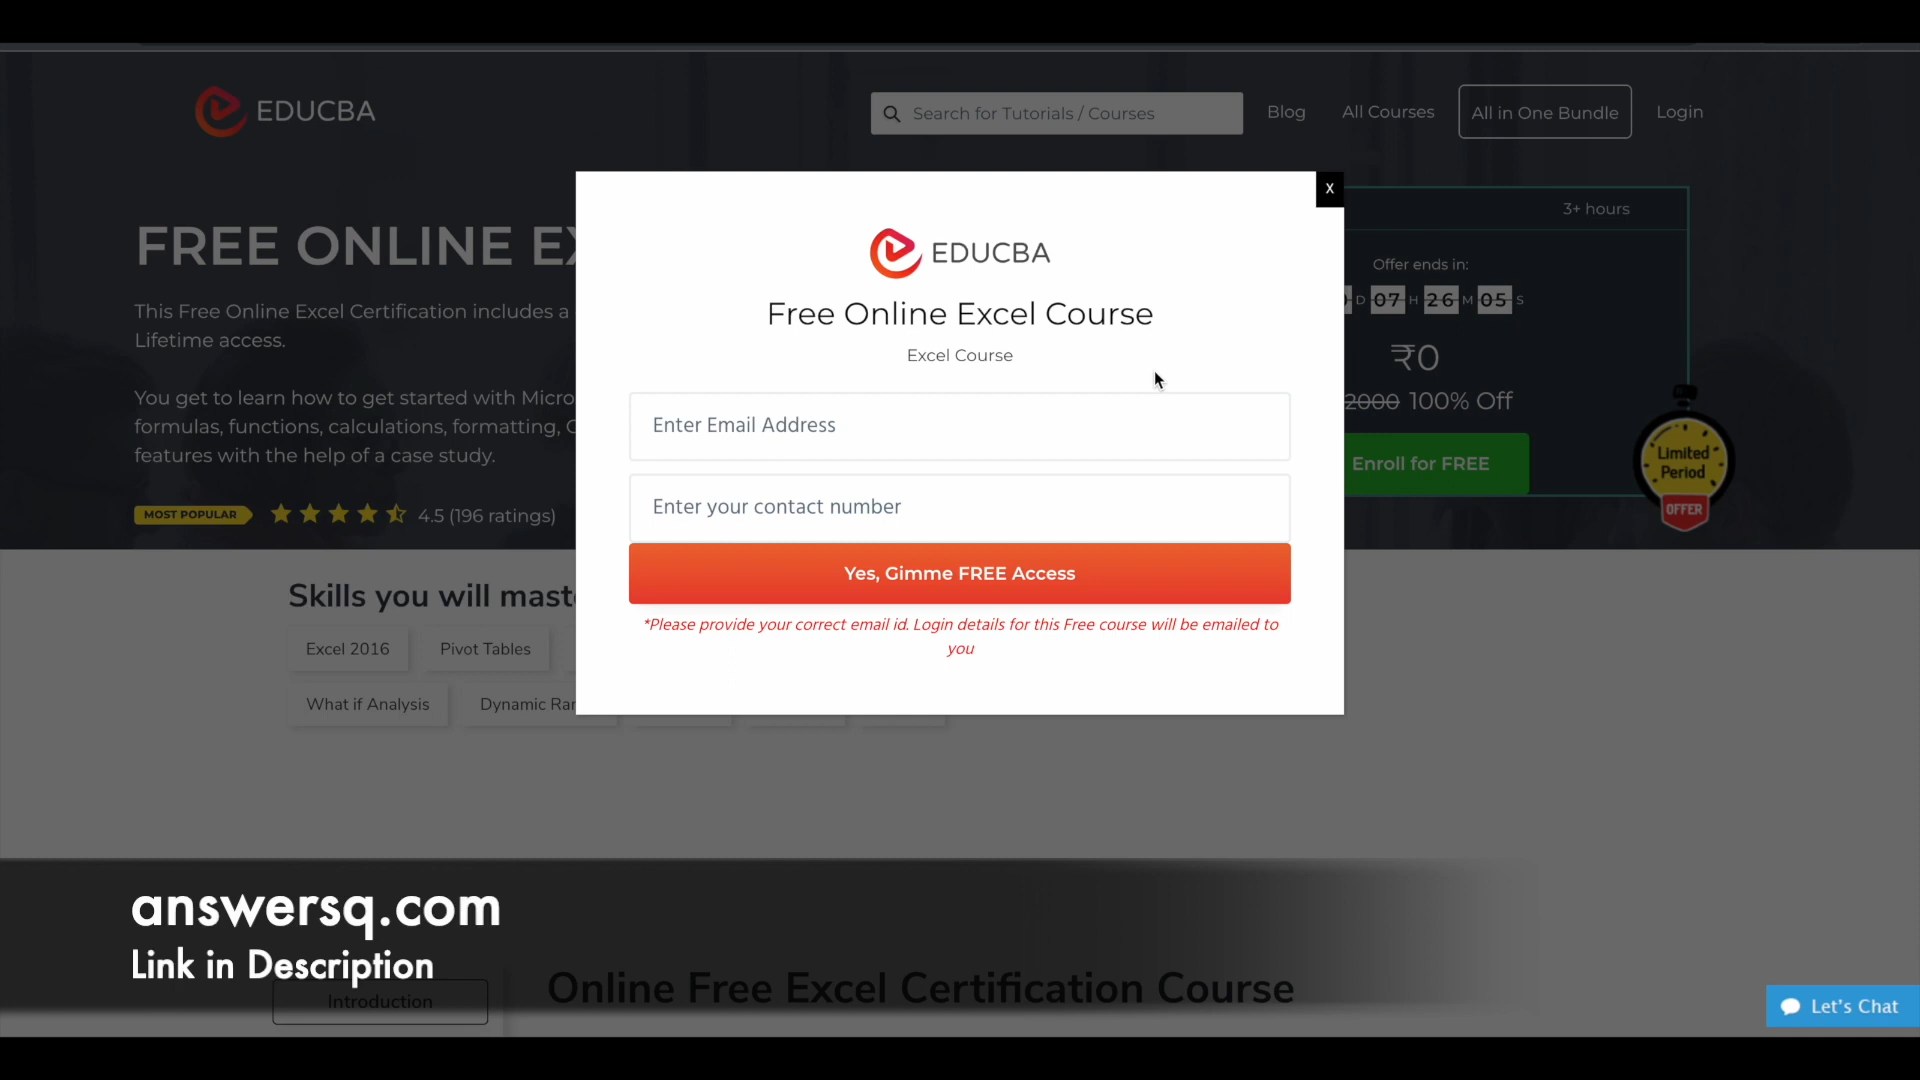 EDUCBA
Search for Tutorials / Courses
Blog
All Courses
All in One Bundle
Login
X
3+ hours
FREE ONLINE EX
EDUCBA
Offer ends in:
D 07 H 26 M 05 S
Free Online Excel Course
This Free Online Excel Certification includes a
Lifetime access.
Excel Course
₹0
2000 100% Off
You get to learn how to get started with Micro
formulas, functions, calculations, formatting, C
features with the help of a case study.
Enter Email Address
Enroll for FREE
Limited
Period
OFFER
Enter your contact number
MOST POPULAR
4.5 (196 ratings)
Yes, Gimme FREE Access
*Please provide your correct email id. Login details for this Free course will be emailed to
you
Skills you will maste
Excel 2016
Pivot Tables
What if Analysis
Dynamic Ran
answersq.com
Link in Description
Introduction
Online Free Excel Certification Course
Let's Chat